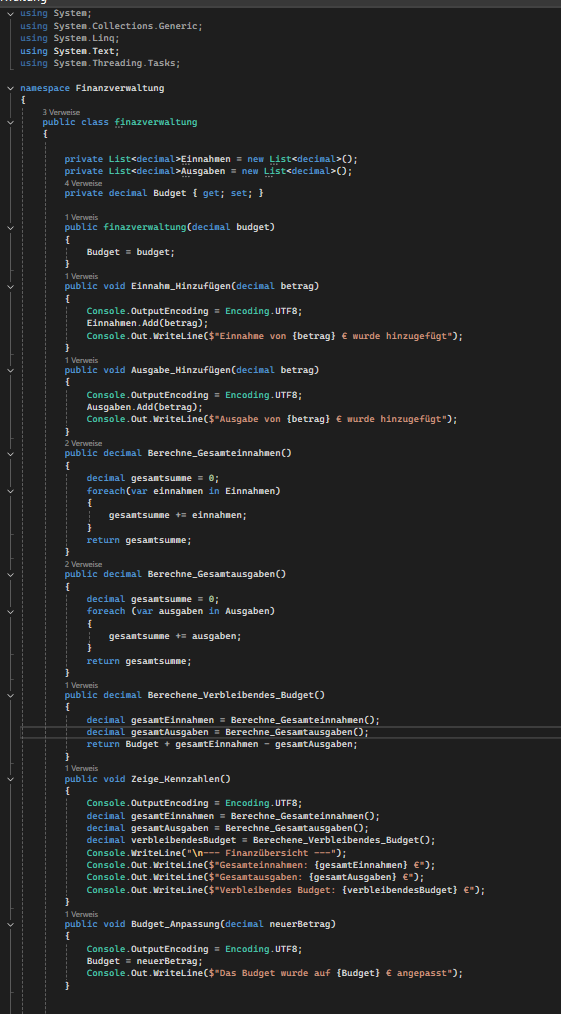 using System;
using System.Collections.Generic;
using System.Linq;
using System.Text;
using System.Threading.Tasks;
namespace Finanzverwaltung
{
3 Verweise
public class finazverwaltung
{
private List<decimal>Einnahmen = new List<decimal>();
private List<decimal>Ausgaben = new List<decimal>();
4 Verweise
private decimal Budget { get; set; }
1 Verweis
public finazverwaltung(decimal budget)
{
Budget = budget;
}
1 Verweis
public void Einnahm_Hinzufügen(decimal betrag)
{
Console.OutputEncoding = Encoding.UTF8;
Einnahmen.Add(betrag);
Console.Out.WriteLine($"Einnahme von {betrag} € wurde hinzugefügt");
}
1 Verweis
public void Ausgabe_Hinzufügen(decimal betrag)
{
Console.OutputEncoding = Encoding.UTF8;
Ausgaben.Add(betrag);
Console.Out.WriteLine($"Ausgabe von {betrag} € wurde hinzugefügt");
}
2 Verweise
public decimal Berechne_Gesamteinnahmen()
{
decimal gesamtsumme = 0;
foreach(var einnahmen in Einnahmen)
{
gesamtsumme += einnahmen;
}
return gesamtsumme;
}
2 Verweise
public decimal Berechne_Gesamtausgaben()
{
decimal gesamtsumme = 0;
foreach (var ausgaben in Ausgaben)
{
gesamtsumme += ausgaben;
}
return gesamtsumme;
}
1 Verweis
public decimal Berechene_Verbleibendes_Budget()
{
decimal gesamtEinnahmen = Berechne_Gesamteinnahmen();
decimal gesamtAusgaben = Berechne_Gesamtausgaben();
return Budget + gesamtEinnahmen - gesamtAusgaben;
}
1 Verweis
public void Zeige_Kennzahlen()
{
Console.OutputEncoding = Encoding.UTF8;
decimal gesamtEinnahmen = Berechne_Gesamteinnahmen();
decimal gesamtAusgaben = Berechne_Gesamtausgaben();
decimal verbleibendesBudget = Berechene_Verbleibendes_Budget();
Console.WriteLine("\n--- Finanzübersicht ---");
Console.Out.WriteLine($"Gesamteinnahmen: {gesamtEinnahmen} €");
Console.Out.WriteLine($"Gesamtausgaben: {gesamtAusgaben} €");
Console.Out.WriteLine($"Verbleibendes Budget: {verbleibendesBudget} €");
}
1 Verweis
public void Budget_Anpassung(decimal neuerBetrag)
{
Console.OutputEncoding = Encoding.UTF8;
Budget = neuerBetrag;
Console.Out.WriteLine($"Das Budget wurde auf {Budget} € angepasst");
}